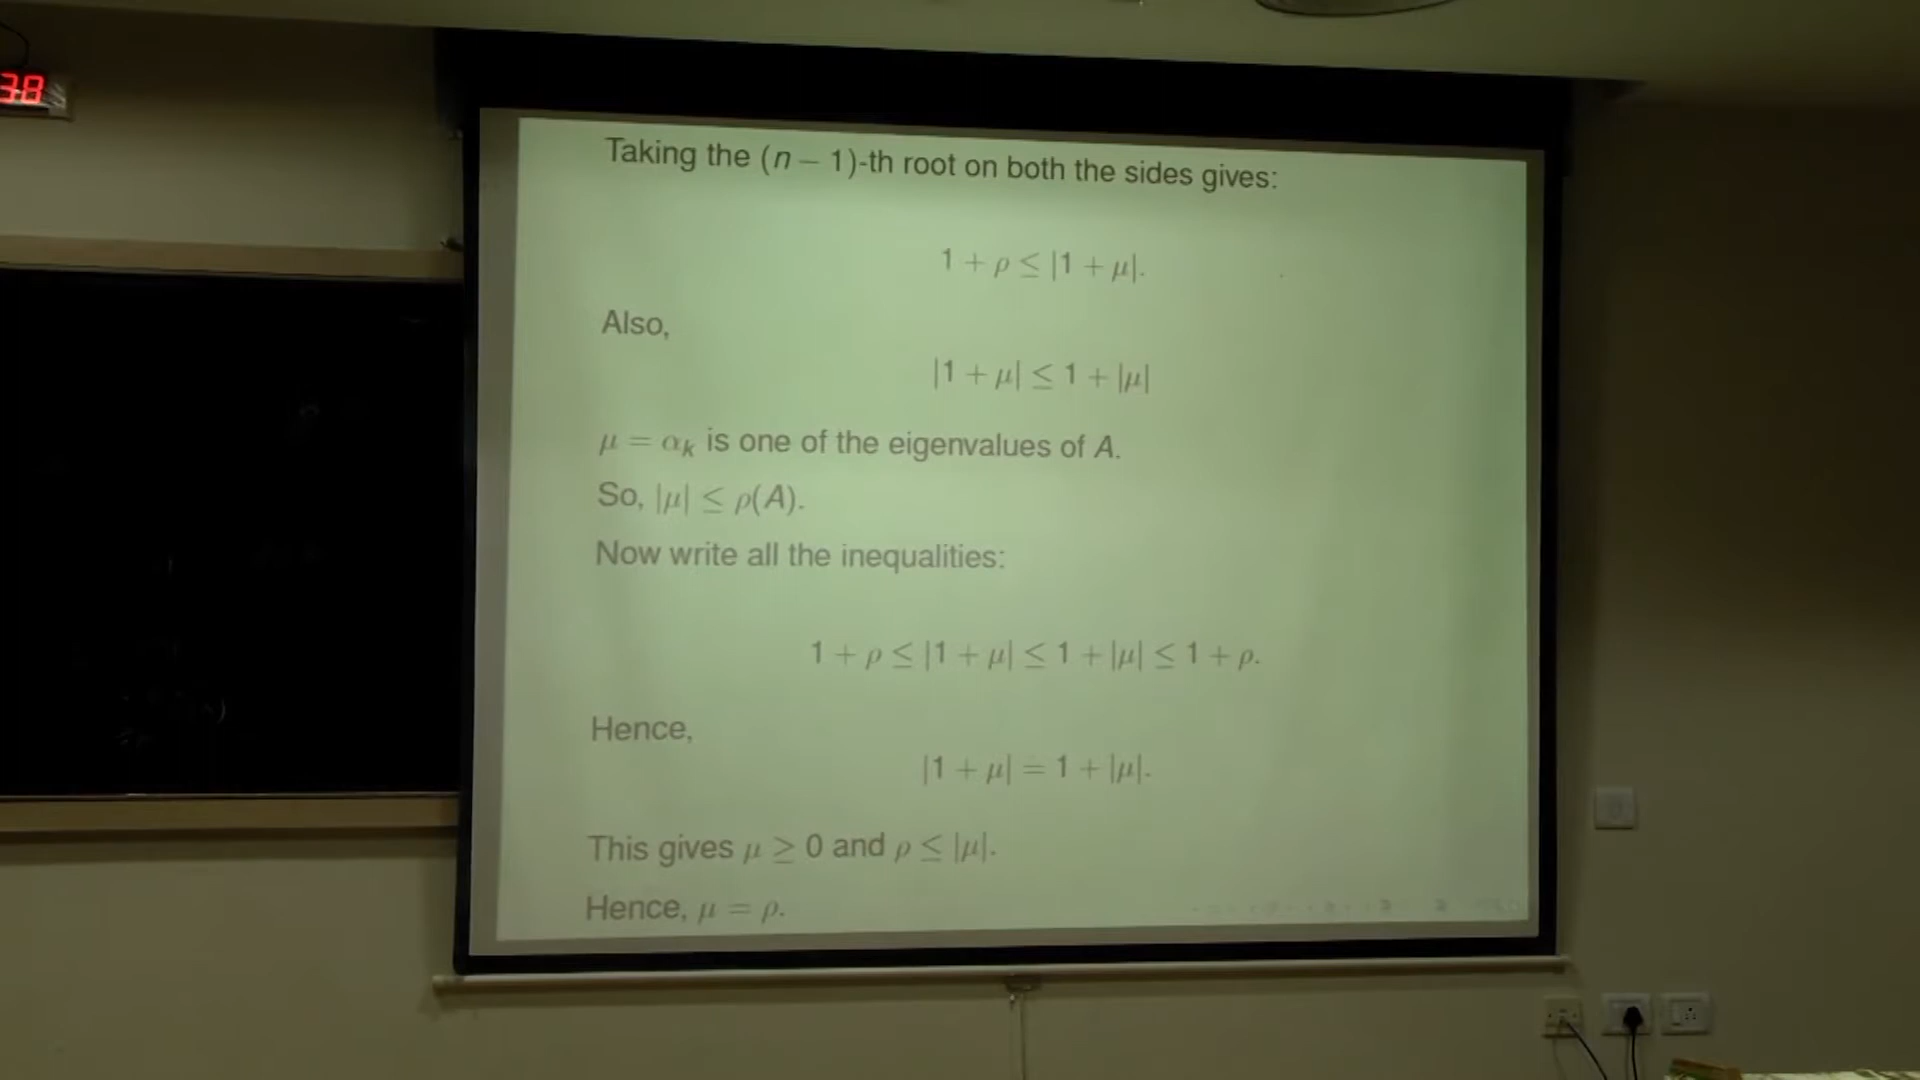 38
Taking the (n − 1)-th root on both the sides gives:
1 + ρ ≤ |1 + μ|.
Also,
|1 + μ| ≤ 1 + |μ|
μ = αₖ is one of the eigenvalues of A.
So, |μ| ≤ ρ(A).
Now write all the inequalities:
1 + ρ ≤ |1 + μ| ≤ 1 + |μ| ≤ 1 + ρ.
Hence,
|1 + μ| = 1 + |μ|.
This gives μ ≥ 0 and ρ ≤ |μ|.
Hence, μ = ρ.